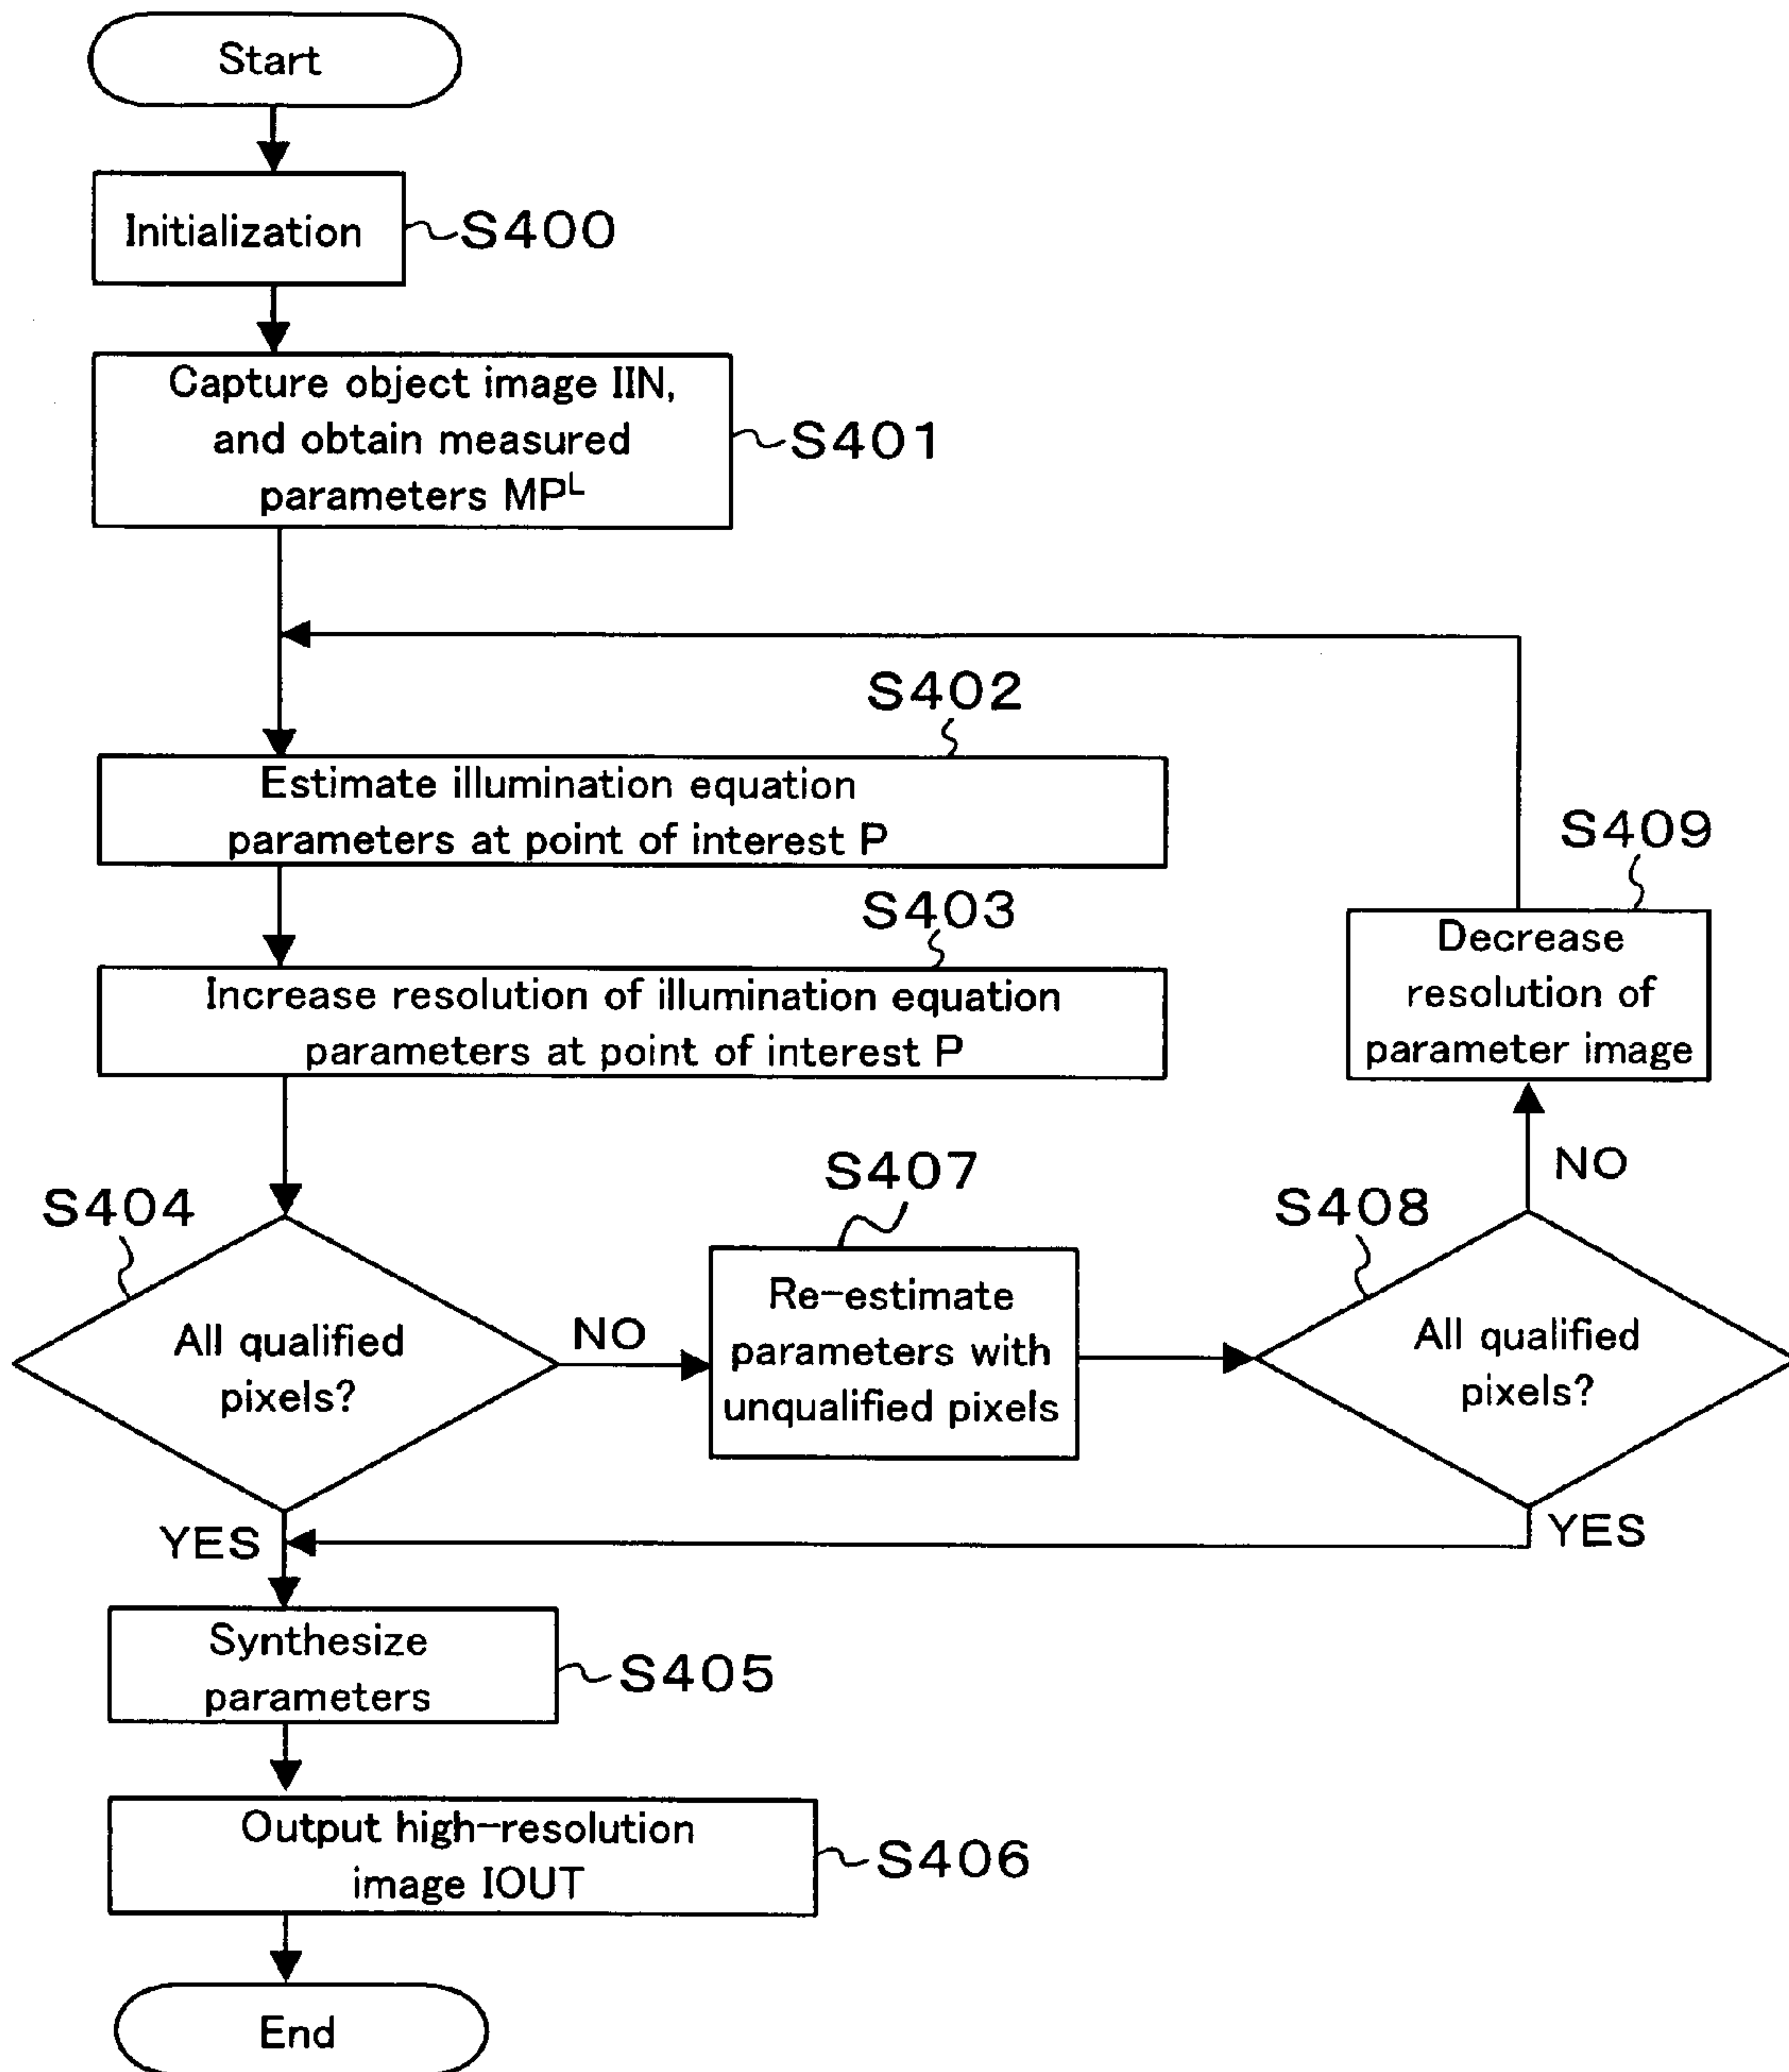 Start
Initialization
S400
Capture object image IIN,
and obtain measured
parameters MP^L
S401
S402
Estimate illumination equation
parameters at point of interest P
S403
Increase resolution of illumination equation
parameters at point of interest P
S409
Decrease
resolution of
parameter image
NO
S404
All qualified
pixels?
NO
S407
Re-estimate
parameters with
unqualified pixels
S408
All qualified
pixels?
YES
YES
Synthesize
parameters
S405
Output high-resolution
image IOUT
S406
End